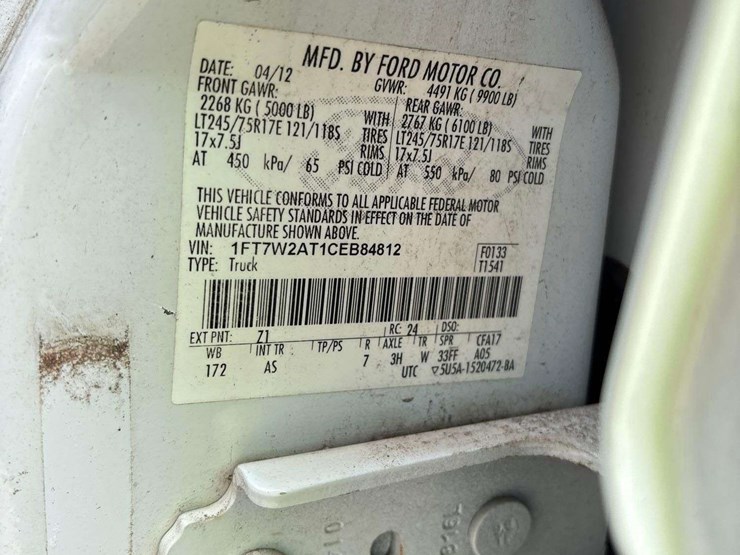 MFD. BY FORD MOTOR CO.
DATE: 04/12 GVWR: 4491 KG ( 9900 LB)
FRONT GAWR: REAR GAWR:
2268 KG ( 5000 LB) WITH 2767 KG ( 6100 LB) WITH
LT245/75R17E 121/118S TIRES LT245/75R17E 121/118S TIRES
17x7.5J RIMS 17x7.5J RIMS
AT 450 kPa/ 65 PSI COLD AT 550 kPa/ 80 PSI COLD
THIS VEHICLE CONFORMS TO ALL APPLICABLE FEDERAL MOTOR
VEHICLE SAFETY STANDARDS IN EFFECT ON THE DATE OF
MANUFACTURE SHOWN ABOVE.
VIN: 1FT7W2AT1CEB84812 F0133
TYPE: Truck T1541
EXT PNT: Z1 RC: 24 DSO:
WB INT TR TP/PS R AXLE TR SPR CFA17
172 AS 7 3H W 33FF A05
UTC ▽5U5A-1520472-BA